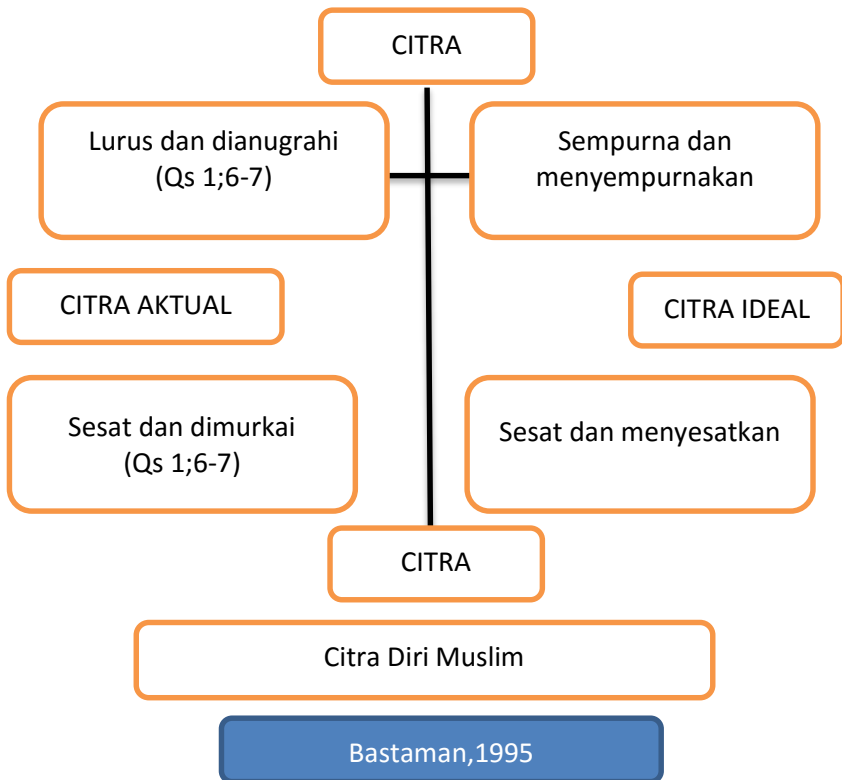 CITRA
Lurus dan dianugrahi
(Qs 1;6-7)
Sempurna dan
menyempurnakan
CITRA AKTUAL
CITRA IDEAL
Sesat dan dimurkai
(Qs 1;6-7)
Sesat dan menyesatkan
CITRA
Citra Diri Muslim
Bastaman,1995